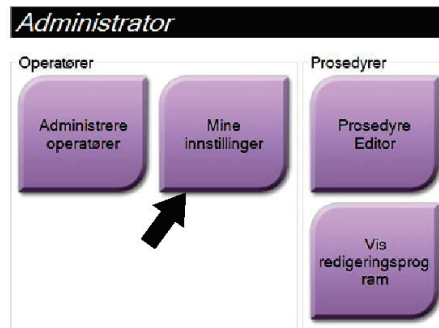 Administrator
Operatører
Administrere
operatører
Mine
innstillinger
Prosedyrer
Prosedyre
Editor
Vis
redigeringsprog
ram